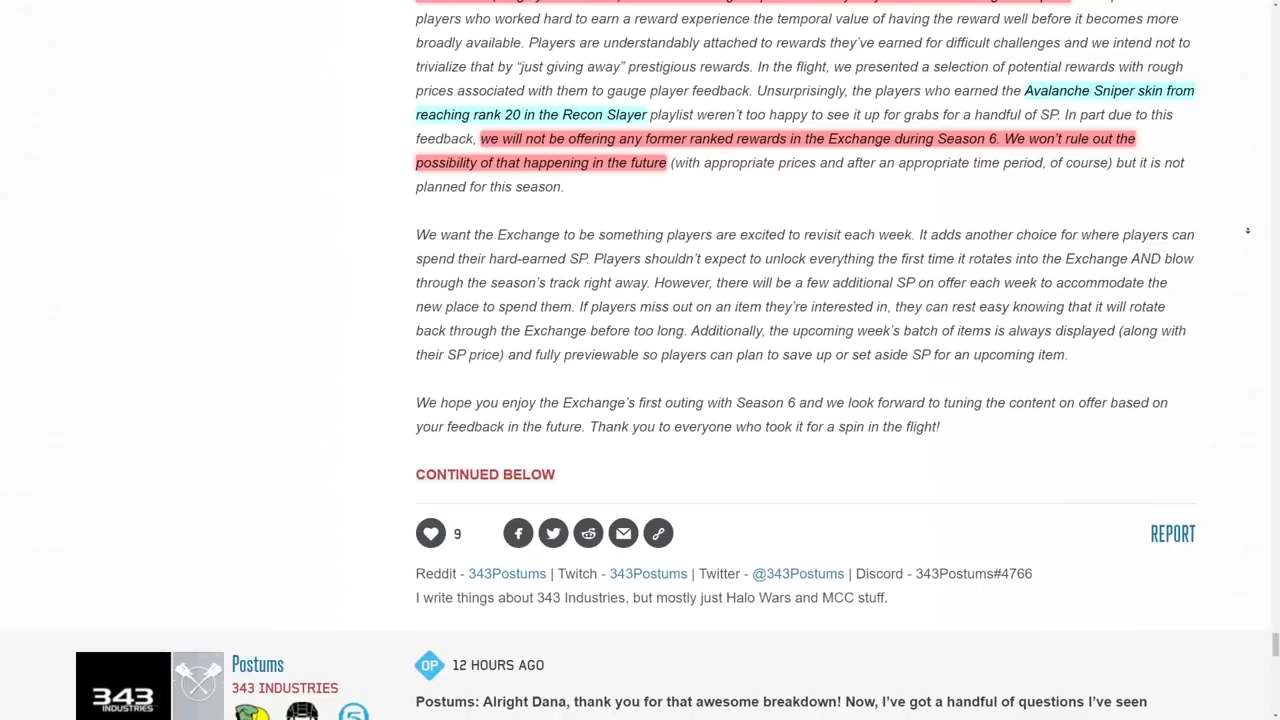 players who worked hard to earn a reward experience the temporal value of having the reward well before it becomes more
broadly available. Players are understandably attached to rewards they’ve earned for difficult challenges and we intend not to
trivialize that by “just giving away” prestigious rewards. In the flight, we presented a selection of potential rewards with rough
prices associated with them to gauge player feedback. Unsurprisingly, the players who earned the Avalanche Sniper skin from
reaching rank 20 in the Recon Slayer playlist weren’t too happy to see it up for grabs for a handful of SP. In part due to this
feedback, we will not be offering any former ranked rewards in the Exchange during Season 6. We won’t rule out the
possibility of that happening in the future (with appropriate prices and after an appropriate time period, of course) but it is not
planned for this season.
We want the Exchange to be something players are excited to revisit each week. It adds another choice for where players can
spend their hard-earned SP. Players shouldn’t expect to unlock everything the first time it rotates into the Exchange AND blow
through the season’s track right away. However, there will be a few additional SP on offer each week to accommodate the
new place to spend them. If players miss out on an item they’re interested in, they can rest easy knowing that it will rotate
back through the Exchange before too long. Additionally, the upcoming week’s batch of items is always displayed (along with
their SP price) and fully previewable so players can plan to save up or set aside SP for an upcoming item.
We hope you enjoy the Exchange’s first outing with Season 6 and we look forward to tuning the content on offer based on
your feedback in the future. Thank you to everyone who took it for a spin in the flight!
CONTINUED BELOW
9
REPORT
Reddit - 343Postums | Twitch - 343Postums | Twitter - @343Postums | Discord - 343Postums#4766
I write things about 343 Industries, but mostly just Halo Wars and MCC stuff.
343
INDUSTRIES
Postums
343 INDUSTRIES
OP 12 HOURS AGO
Postums: Alright Dana, thank you for that awesome breakdown! Now, I’ve got a handful of questions I’ve seen